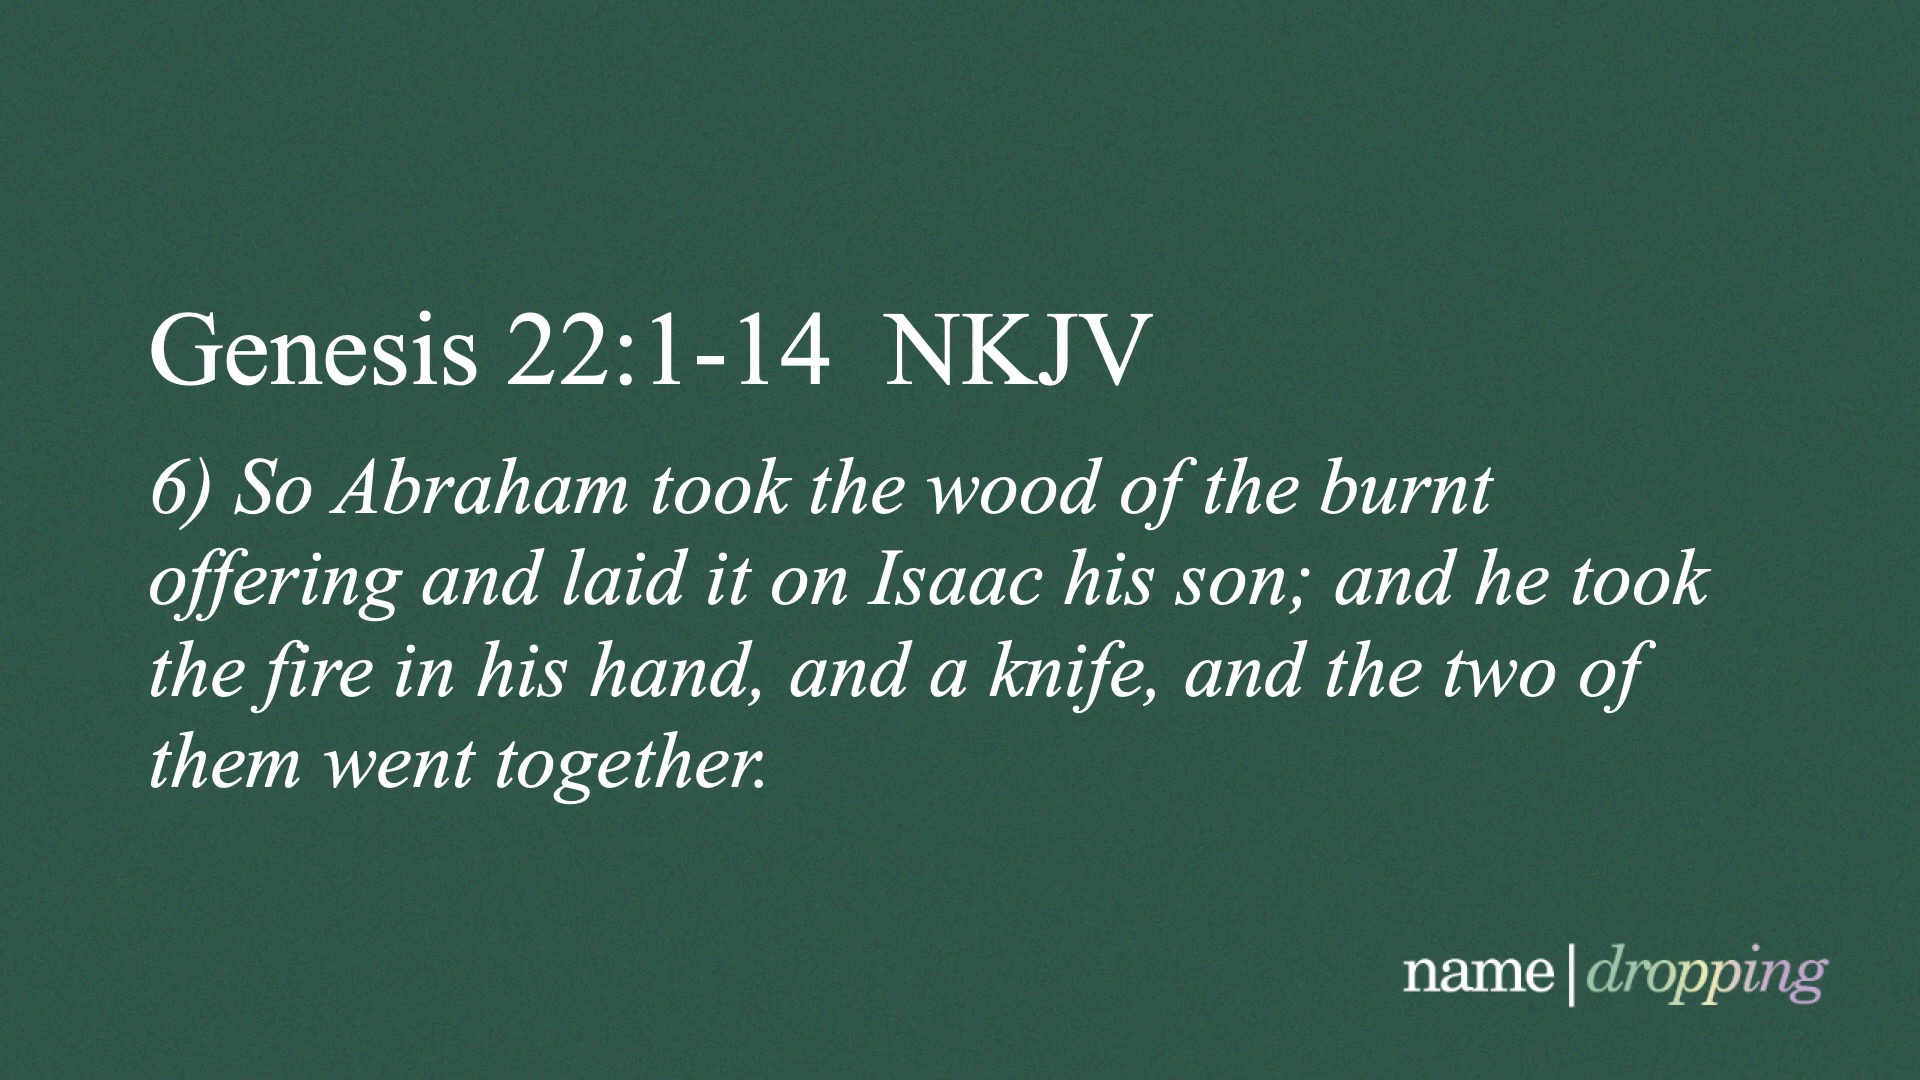 Genesis 22:1-14  NKJV
6) So Abraham took the wood of the burnt
offering and laid it on Isaac his son; and he took
the fire in his hand, and a knife, and the two of
them went together.
name|dropping